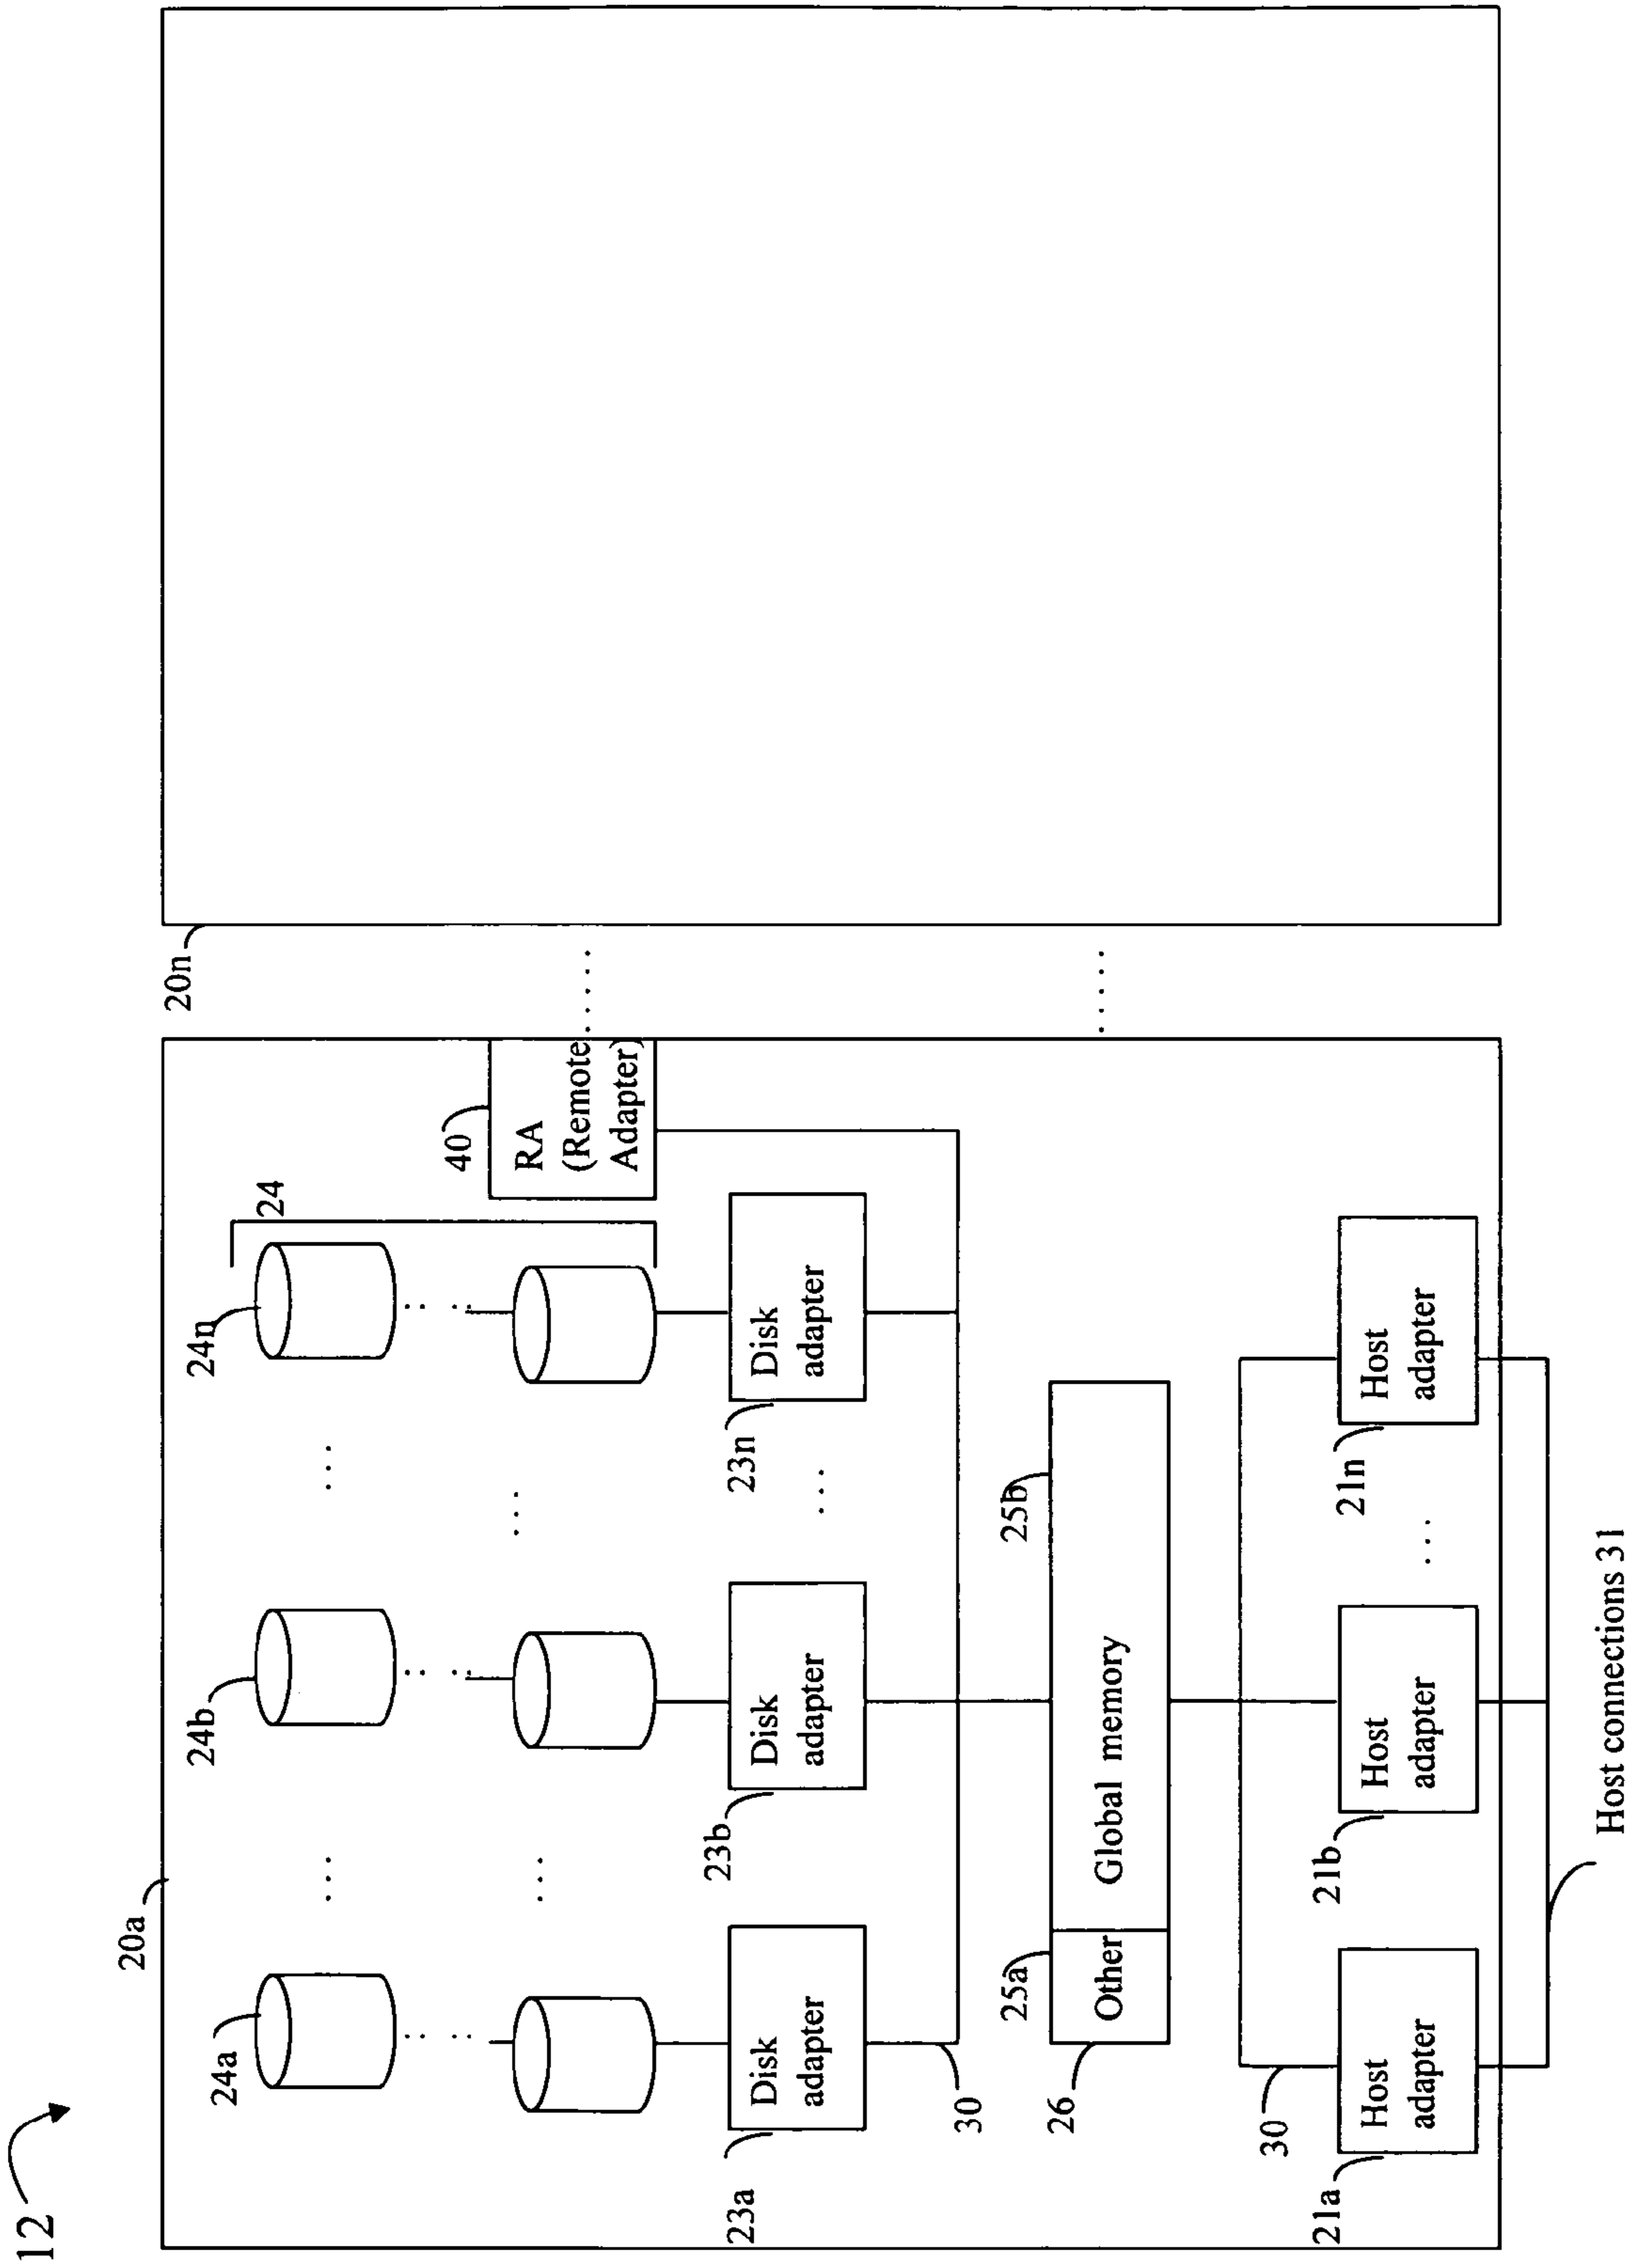 12
20a
20n
24a
24b
24n
24
40
RA
(Remote
Adapter)
23a
Disk
adapter
23b
Disk
adapter
23n
Disk
adapter
30
25a
25b
26
Other
Global memory
30
21a
Host
adapter
21b
Host
adapter
21n
Host
adapter
Host connections 31